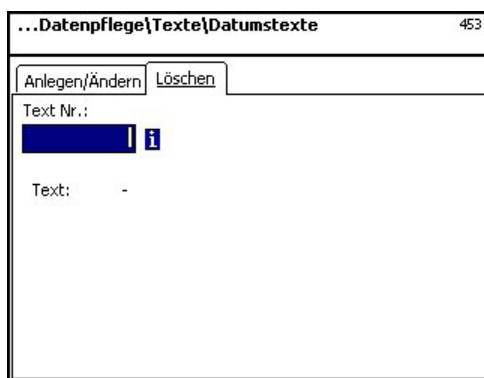 ...Datenpflege\Texte\Datumstexte 453
Anlegen/Ändern Löschen
Text Nr.:
i
Text: -